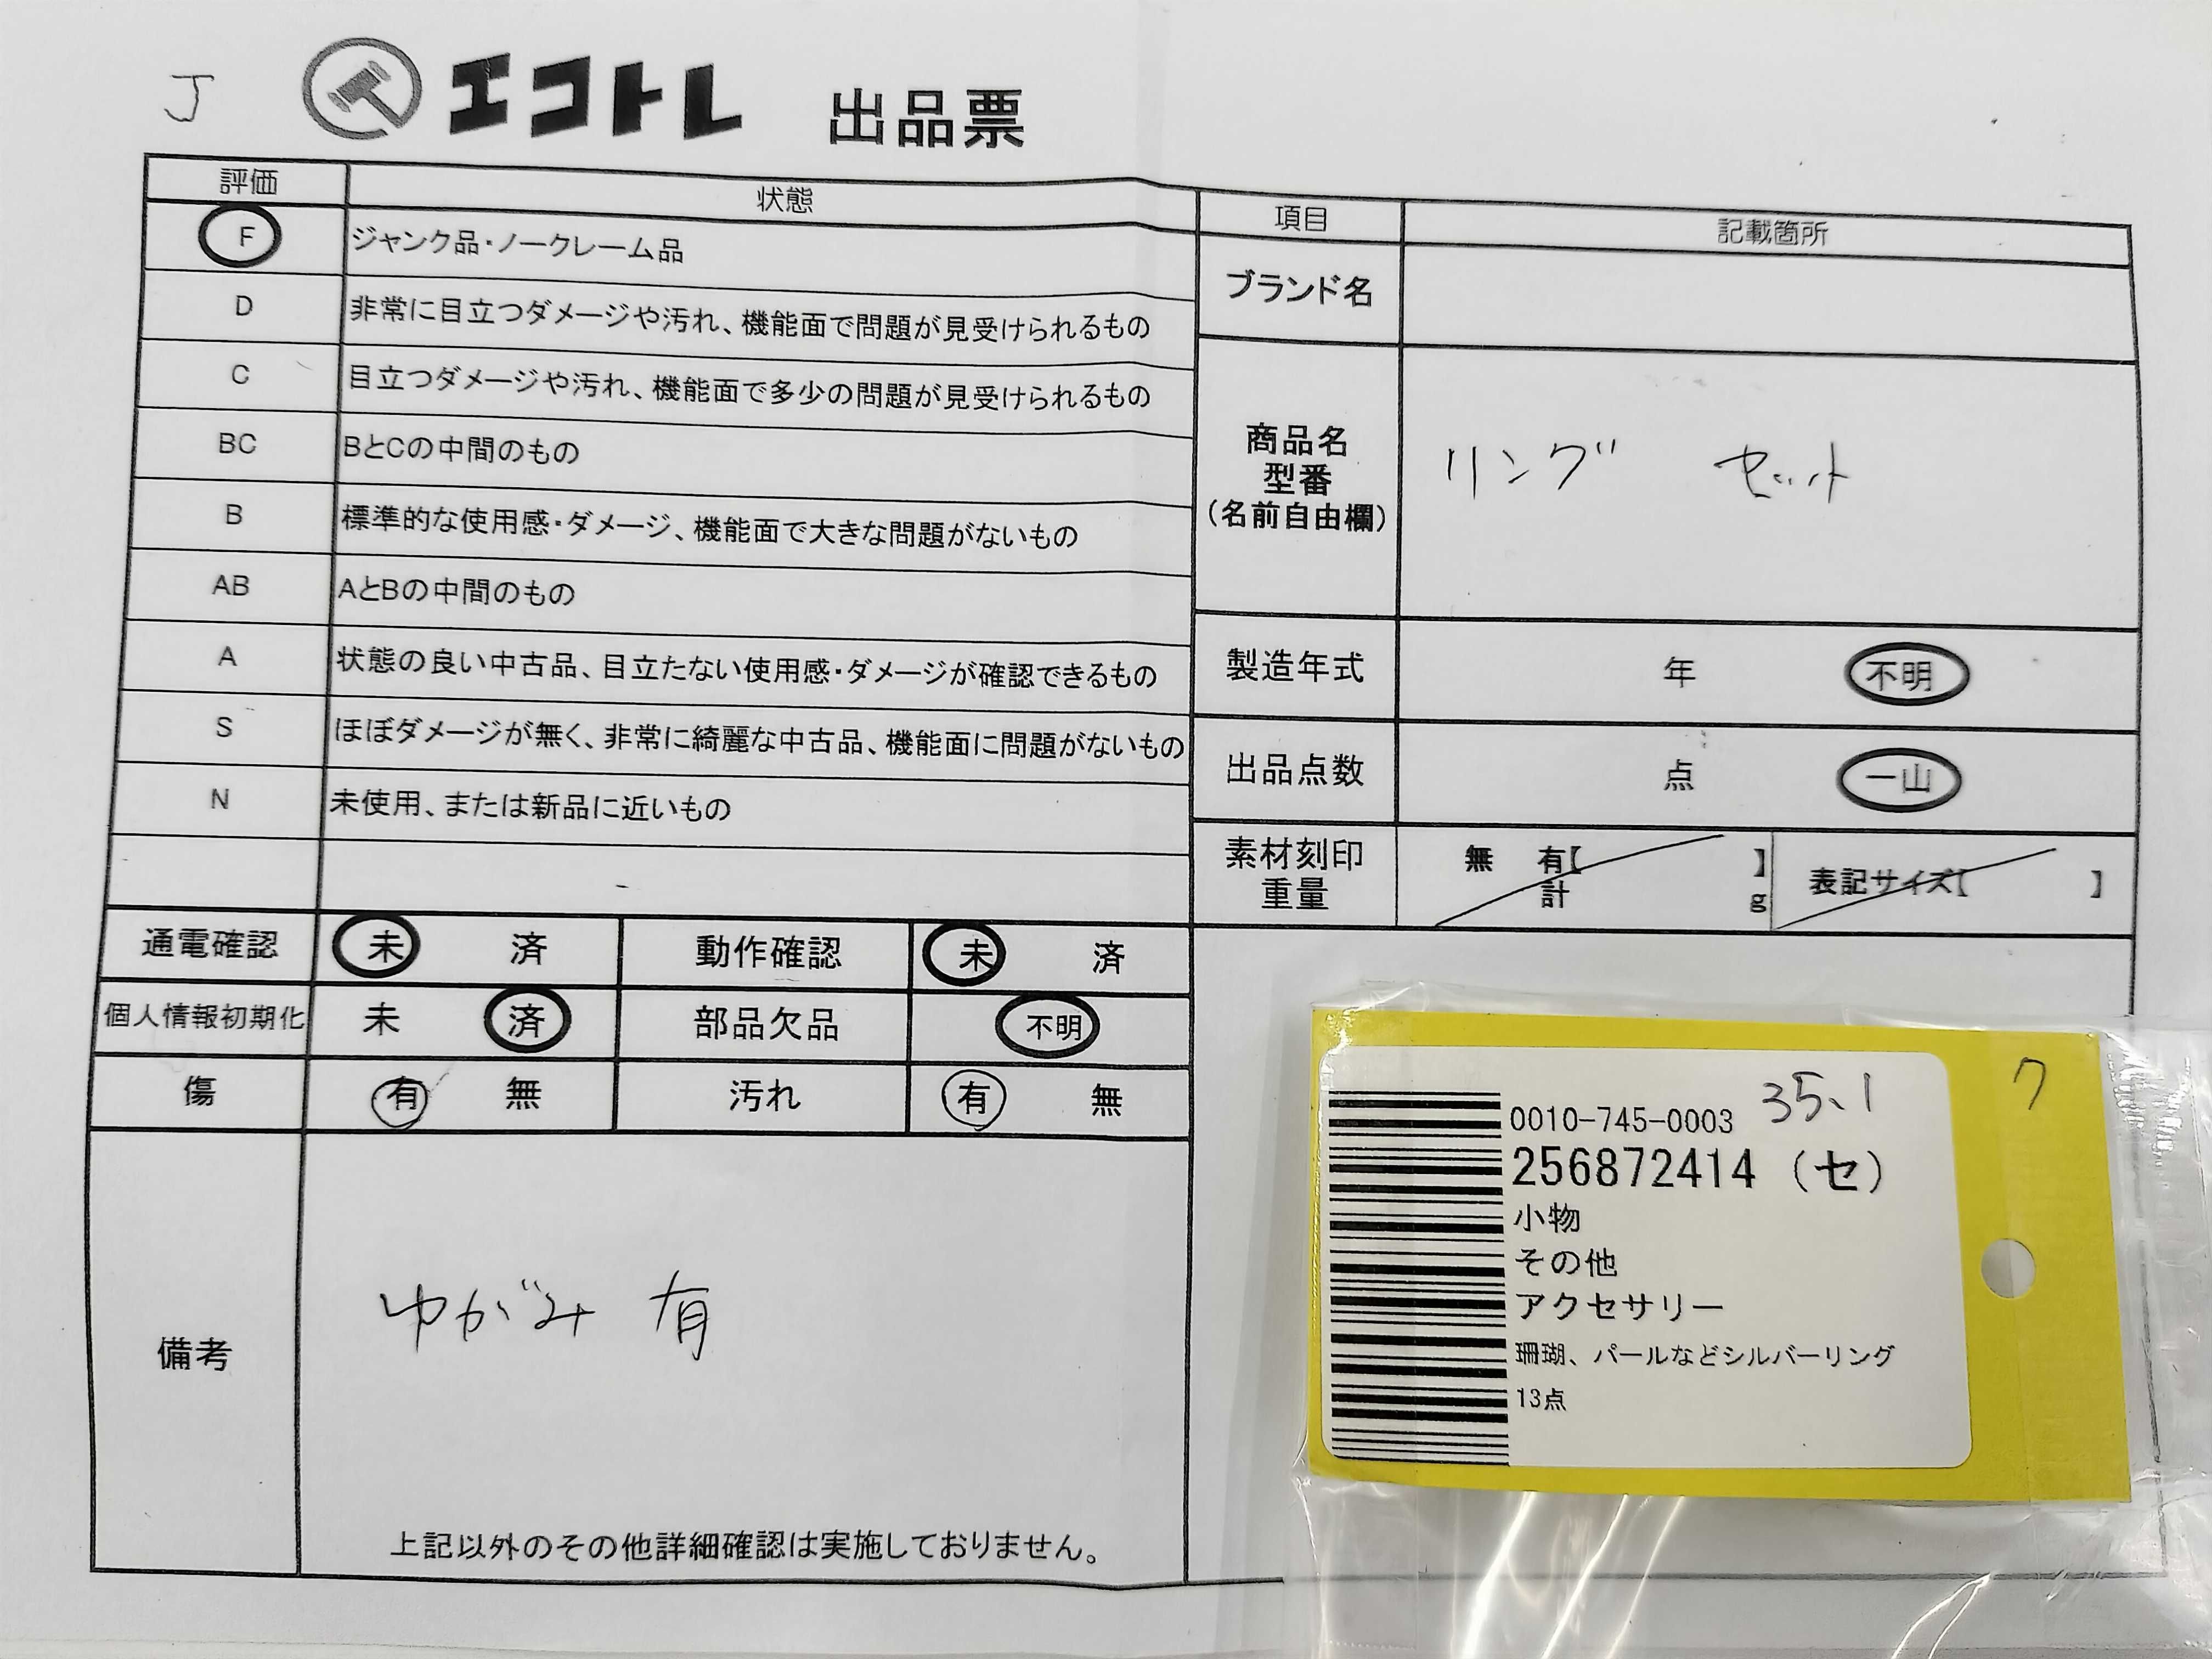 J
エコトレ 出品票
評価 状態
F ジャンク品・ノークレーム品
D 非常に目立つダメージや汚れ、機能面で問題が見受けられるもの
C 目立つダメージや汚れ、機能面で多少の問題が見受けられるもの
BC BとCの中間のもの
B 標準的な使用感・ダメージ、機能面で大きな問題がないもの
AB AとBの中間のもの
A 状態の良い中古品、目立たない使用感・ダメージが確認できるもの
S ほぼダメージが無く、非常に綺麗な中古品、機能面に問題がないもの
N 未使用、または新品に近いもの
通電確認 未 済 動作確認 未 済
個人情報初期化 未 済 部品欠品 不明
傷 有 無 汚れ 有 無
備考
ゆがみ 有
上記以外のその他詳細確認は実施しておりません。
項目 記載箇所
ブランド名
商品名
型番
(名前自由欄)
リング セット
製造年式 年 不明
出品点数 点 一山
素材刻印
重量
無 有【 】
計 g
表記サイズ【 】
ク
0010-745-0003 35.1
256872414 (セ)
小物
その他
アクセサリー
珊瑚、パールなどシルバーリング
13点